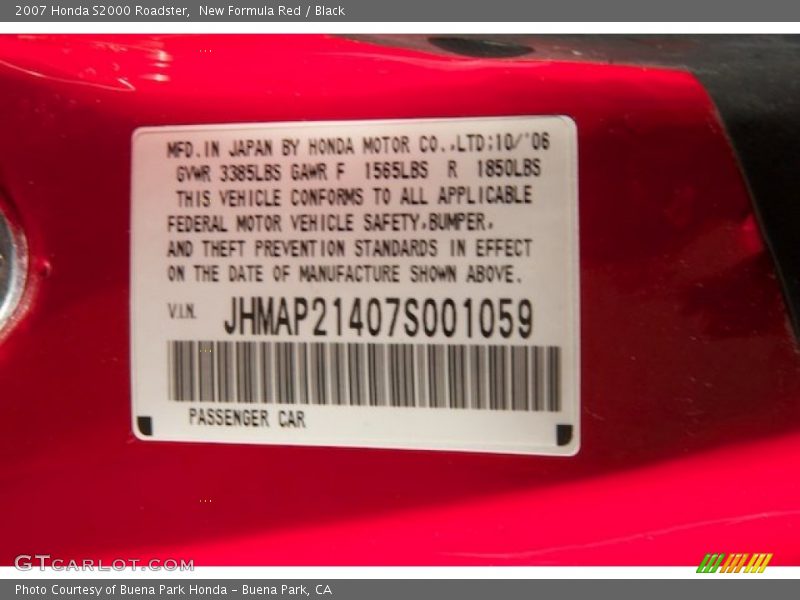 2007 Honda S2000 Roadster,  New Formula Red / Black
MFD. IN JAPAN BY HONDA MOTOR CO., LTD: 10/'06
GVWR 3385LBS GAWR F 1565LBS R 1850LBS
THIS VEHICLE CONFORMS TO ALL APPLICABLE
FEDERAL MOTOR VEHICLE SAFETY, BUMPER,
AND THEFT PREVENTION STANDARDS IN EFFECT
ON THE DATE OF MANUFACTURE SHOWN ABOVE.
V.I.N. JHMAP21407S001059
PASSENGER CAR
GTCARLOT.COM
Photo Courtesy of Buena Park Honda - Buena Park, CA